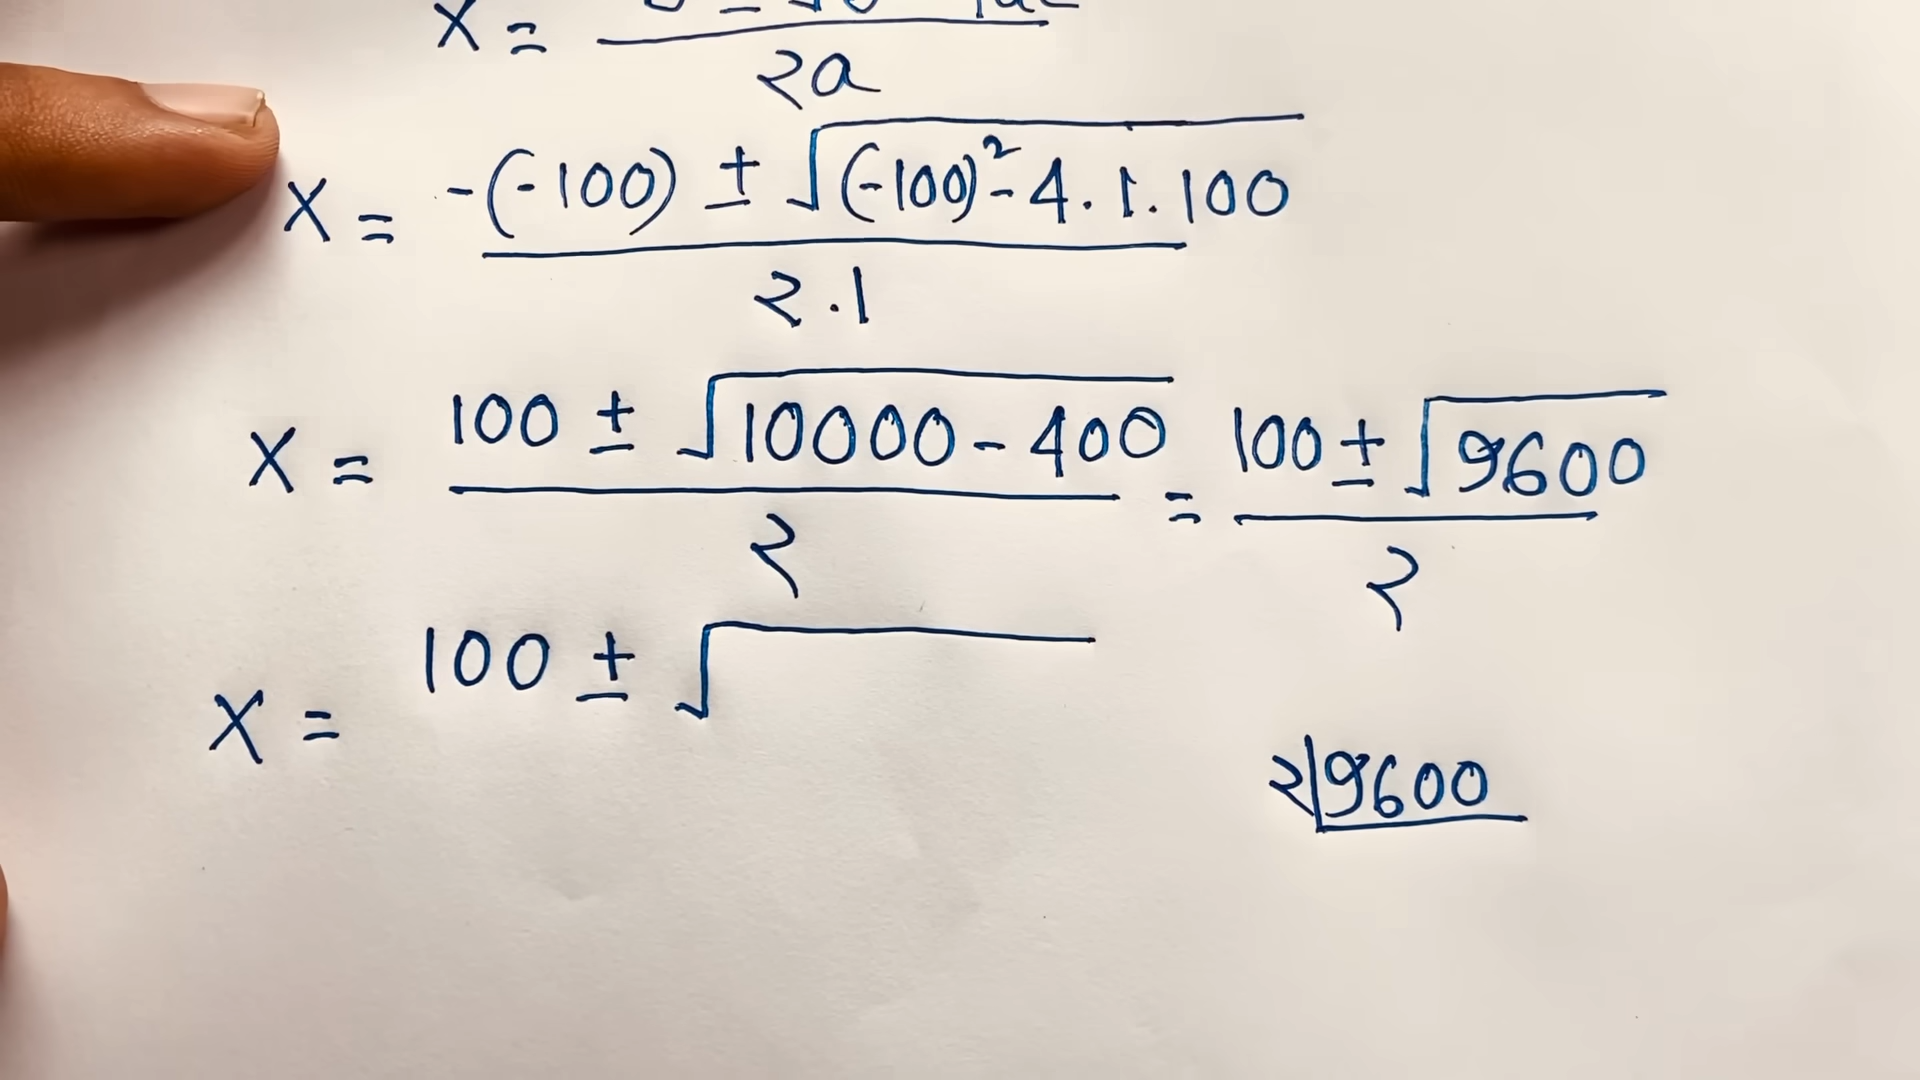 X =
2a
X = -(-100) ± √(-100)² - 4 . 1 . 100
2 . 1
X = 100 ± √10000 - 400 = 100 ± √9600
2 2
X = 100 ± √
2|9600